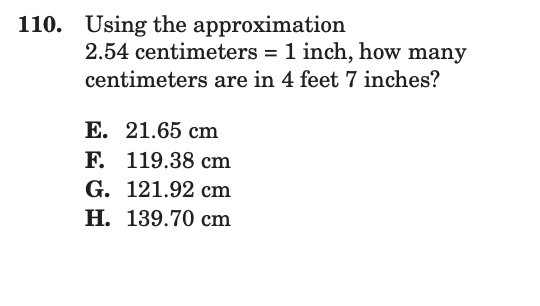 110. Using the approximation
2.54 centimeters = 1 inch, how many
centimeters are in 4 feet 7 inches?
E. 21.65 cm
F. 119.38 cm
G. 121.92 cm
H. 139.70 cm